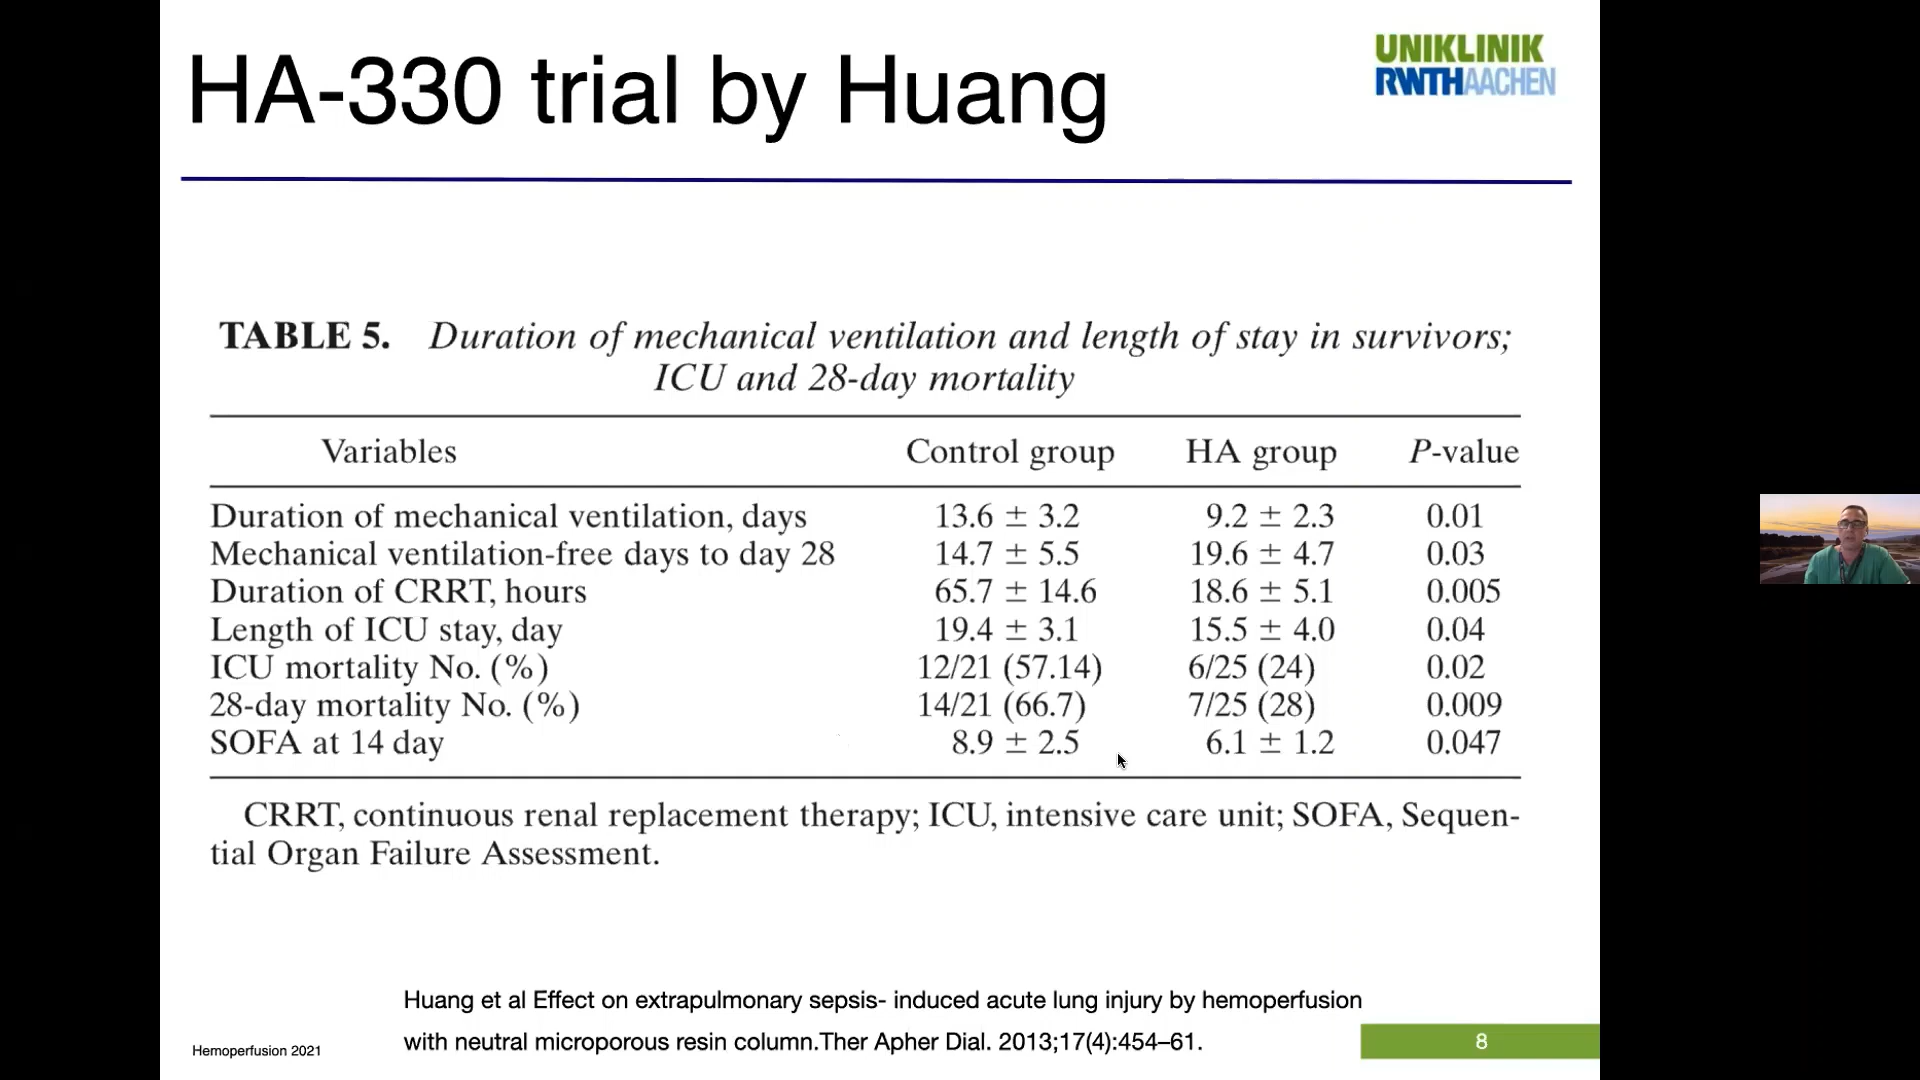 HA-330 trial by Huang
UNIKLINIK
RWTHAACHEN
TABLE 5. Duration of mechanical ventilation and length of stay in survivors;
ICU and 28-day mortality
Variables Control group HA group P-value
Duration of mechanical ventilation, days 13.6 ± 3.2 9.2 ± 2.3 0.01
Mechanical ventilation-free days to day 28 14.7 ± 5.5 19.6 ± 4.7 0.03
Duration of CRRT, hours 65.7 ± 14.6 18.6 ± 5.1 0.005
Length of ICU stay, day 19.4 ± 3.1 15.5 ± 4.0 0.04
ICU mortality No. (%) 12/21 (57.14) 6/25 (24) 0.02
28-day mortality No. (%) 14/21 (66.7) 7/25 (28) 0.009
SOFA at 14 day 8.9 ± 2.5 6.1 ± 1.2 0.047
CRRT, continuous renal replacement therapy; ICU, intensive care unit; SOFA, Sequen-
tial Organ Failure Assessment.
Huang et al Effect on extrapulmonary sepsis- induced acute lung injury by hemoperfusion
with neutral microporous resin column.Ther Apher Dial. 2013;17(4):454–61.
Hemoperfusion 2021
8